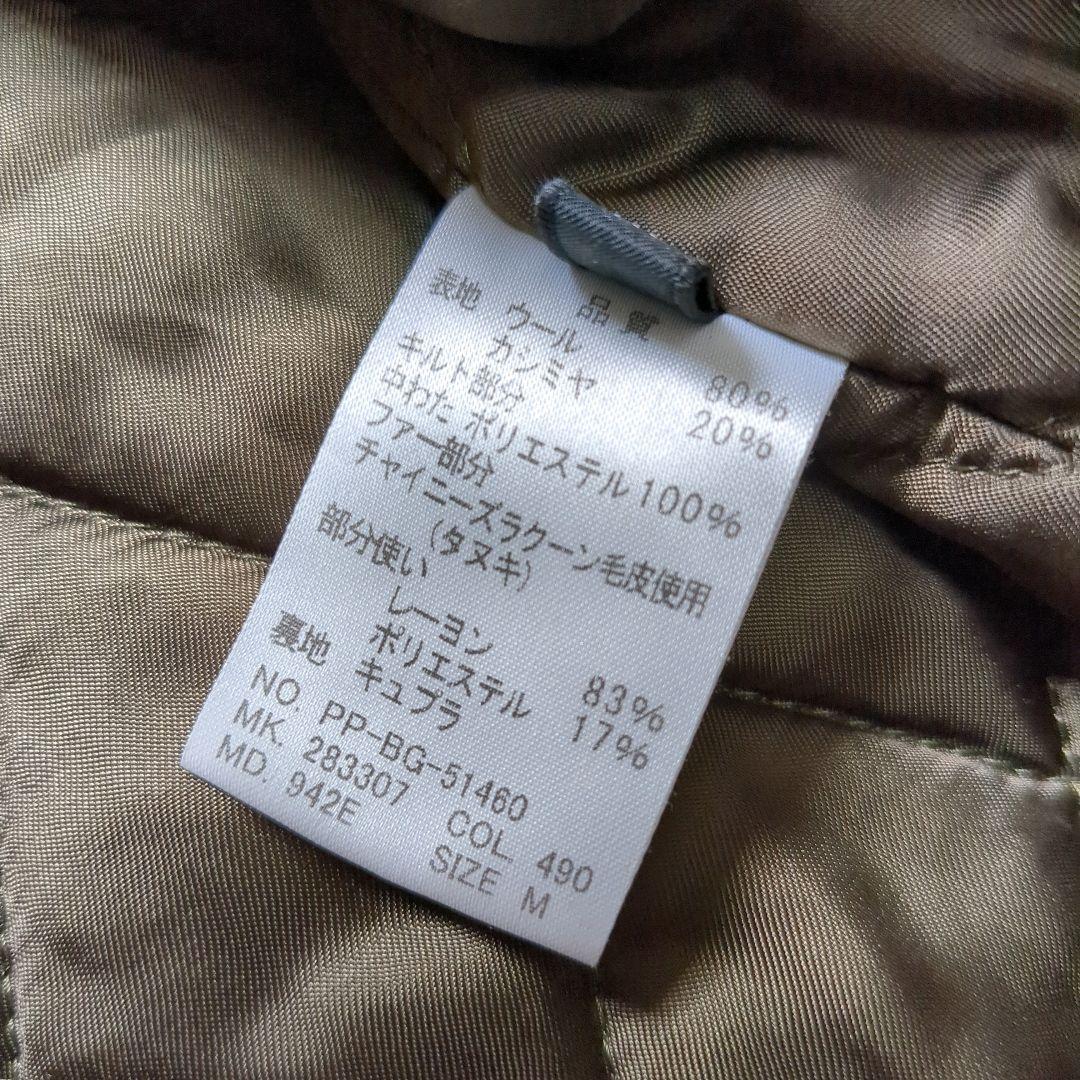 品質
表地 ウール 80%
カシミヤ 20%
キルト部分
中わた ポリエステル100%
ファー部分
チャイニーズラクーン毛皮使用
(タヌキ)
部分使い
レーヨン
裏地 ポリエステル 83%
キュプラ 17%
NO. PP-BG-51460
MK. 283307 COL. 490
MD. 942E SIZE M